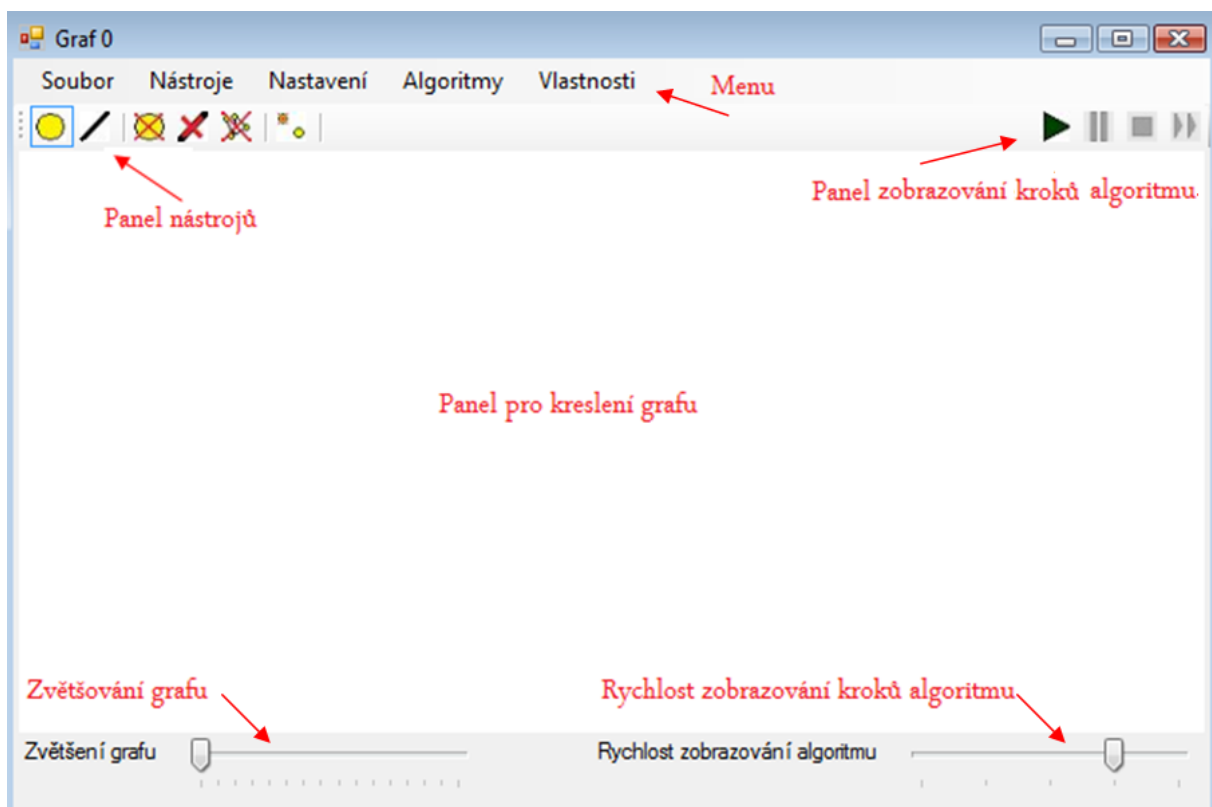 Graf 0
Soubor Nástroje Nastavení Algoritmy Vlastnosti
Menu
Panel zobrazování kroků algoritmu
Panel nástrojů
Panel pro kreslení grafu
Zvětšování grafu
Rychlost zobrazování kroků algoritmu
Zvětšení grafu
Rychlost zobrazování algoritmu